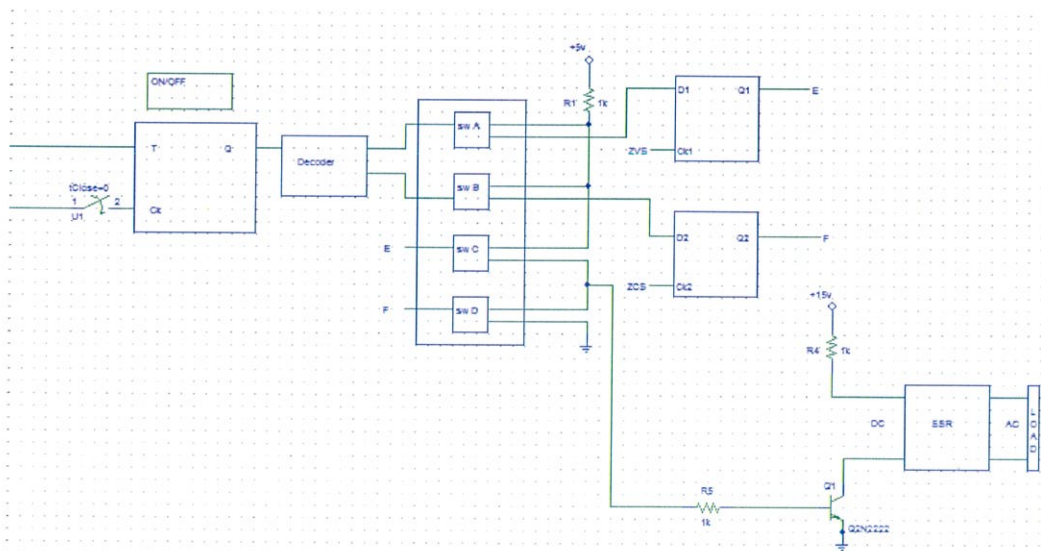 +5v
ON/OFF
R1 1k
D1 Q1 E
sw A
T Q
ZVS Ck1
Decoder
tClose=0
sw B
1 2
U1
Ck
D2 Q2 F
E sw C
ZCS Ck2
+15v
F sw D
R4 1k
DC SSR AC LOAD
R5
1k
Q1
Q2N2222